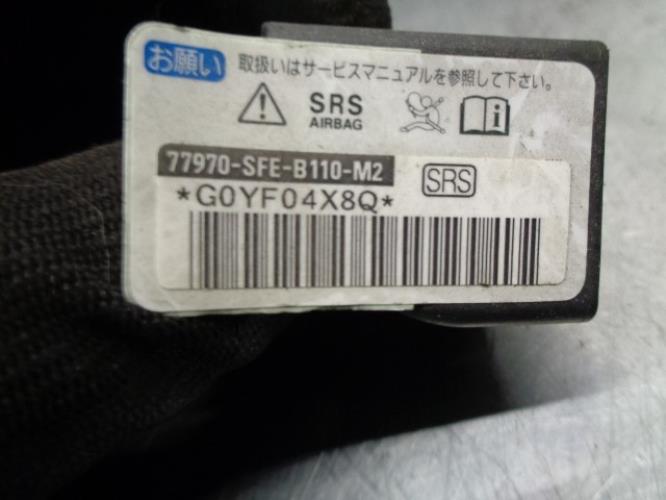 お願い 取扱いはサービスマニュアルを参照して下さい。
SRS
AIRBAG
77970-SFE-B110-M2
SRS
*G0YF04X8Q*